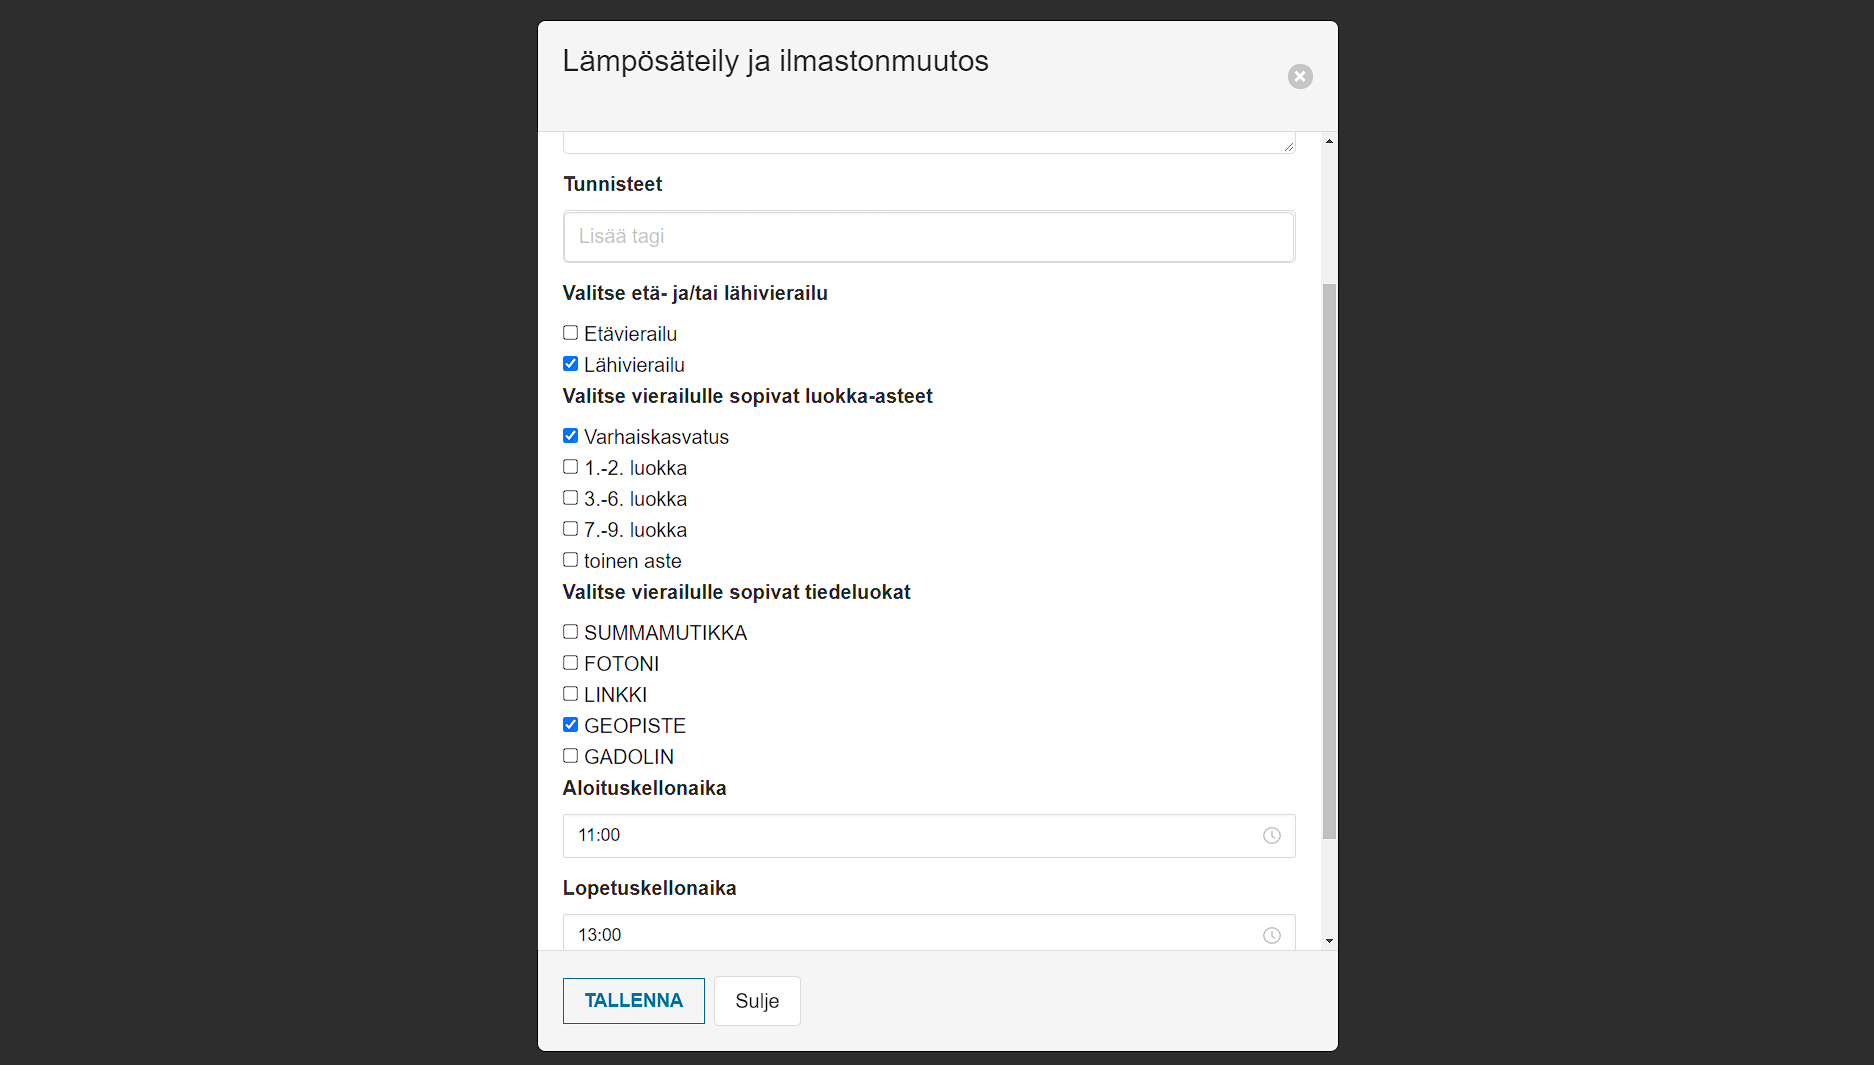 Lämpösäteily ja ilmastonmuutos
Tunnisteet
Lisää tagi
Valitse etä- ja/tai lähivierailu
Etävierailu
Lähivierailu
Valitse vierailulle sopivat luokka-asteet
Varhaiskasvatus
1.-2. luokka
3.-6. luokka
7.-9. luokka
toinen aste
Valitse vierailulle sopivat tiedeluokat
SUMMAMUTIKKA
FOTONI
LINKKI
GEOPISTE
GADOLIN
Aloituskellonaika
11:00
Lopetuskellonaika
13:00
TALLENNA Sulje